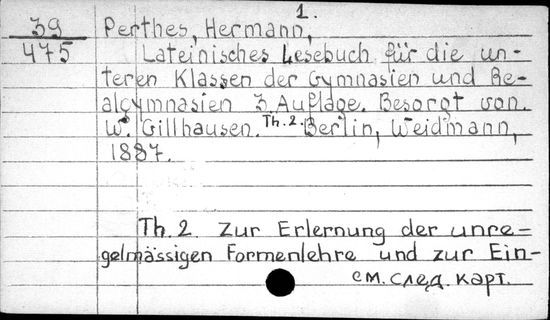 1.
39 Perthes, Hermann,
475 Lateinisches Lesebuch für die un-
teren Klassen der Gymnasien und Re-
algymnasien 3. Auflage. Besorgt von
W. Gillhausen. Th. 2. Berlin, Weidmann,
1887.
Th. 2. Zur Erlernung der unre-
gelmässigen Formenlehre und zur Ein-
см. след. карт.